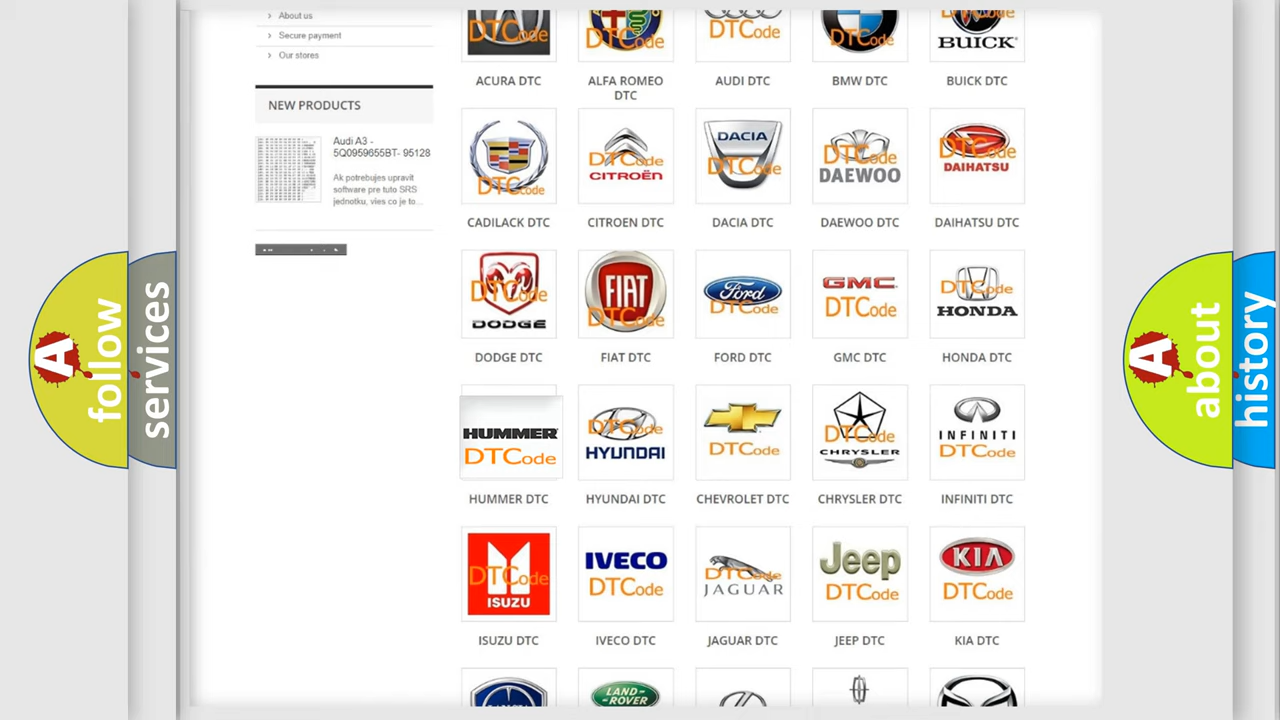 About us
Secure payment
Our stores
NEW PRODUCTS
Audi A3 -
5Q0959655BT- 95128
Ak potrebujes upravit
software pre tuto SRS
jednotku, vies co je to...
DTCode
DTCode
DTCode
DTCode
BUICK
ACURA DTC
ALFA ROMEO
DTC
AUDI DTC
BMW DTC
BUICK DTC
DTCode
DTCode
CITROËN
DACIA
DTCode
DTCode
DAEWOO
DTCode
DAIHATSU
CADILACK DTC
CITROEN DTC
DACIA DTC
DAEWOO DTC
DAIHATSU DTC
DTCode
DODGE
FIAT
DTCode
Ford
DTCode
GMC
DTCode
DTCode
HONDA
DODGE DTC
FIAT DTC
FORD DTC
GMC DTC
HONDA DTC
HUMMER
DTCode
DTCode
HYUNDAI
DTCode
DTCode
CHRYSLER
INFINITI
DTCode
HUMMER DTC
HYUNDAI DTC
CHEVROLET DTC
CHRYSLER DTC
INFINITI DTC
DTCode
ISUZU
IVECO
DTCode
DTCode
JAGUAR
Jeep
DTCode
KIA
DTCode
ISUZU DTC
IVECO DTC
JAGUAR DTC
JEEP DTC
KIA DTC
LAND-
ROVER
A
follow
services
A
about
history